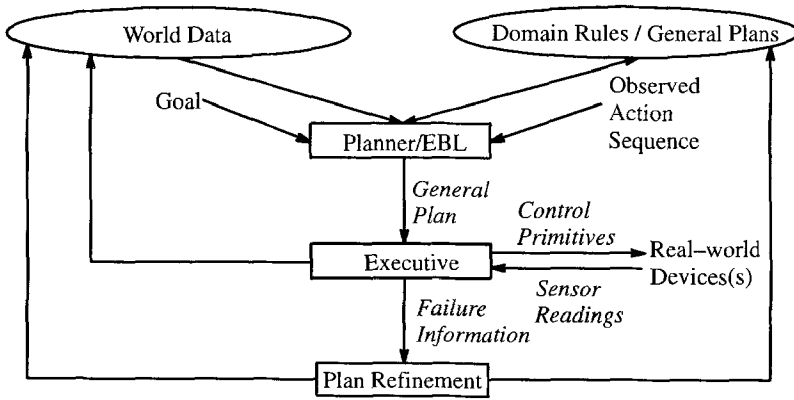 World Data
Domain Rules / General Plans
Goal
Observed
Action
Sequence
Planner/EBL
General
Plan
Control
Primitives
Executive
Real–world
Devices(s)
Sensor
Readings
Failure
Information
Plan Refinement